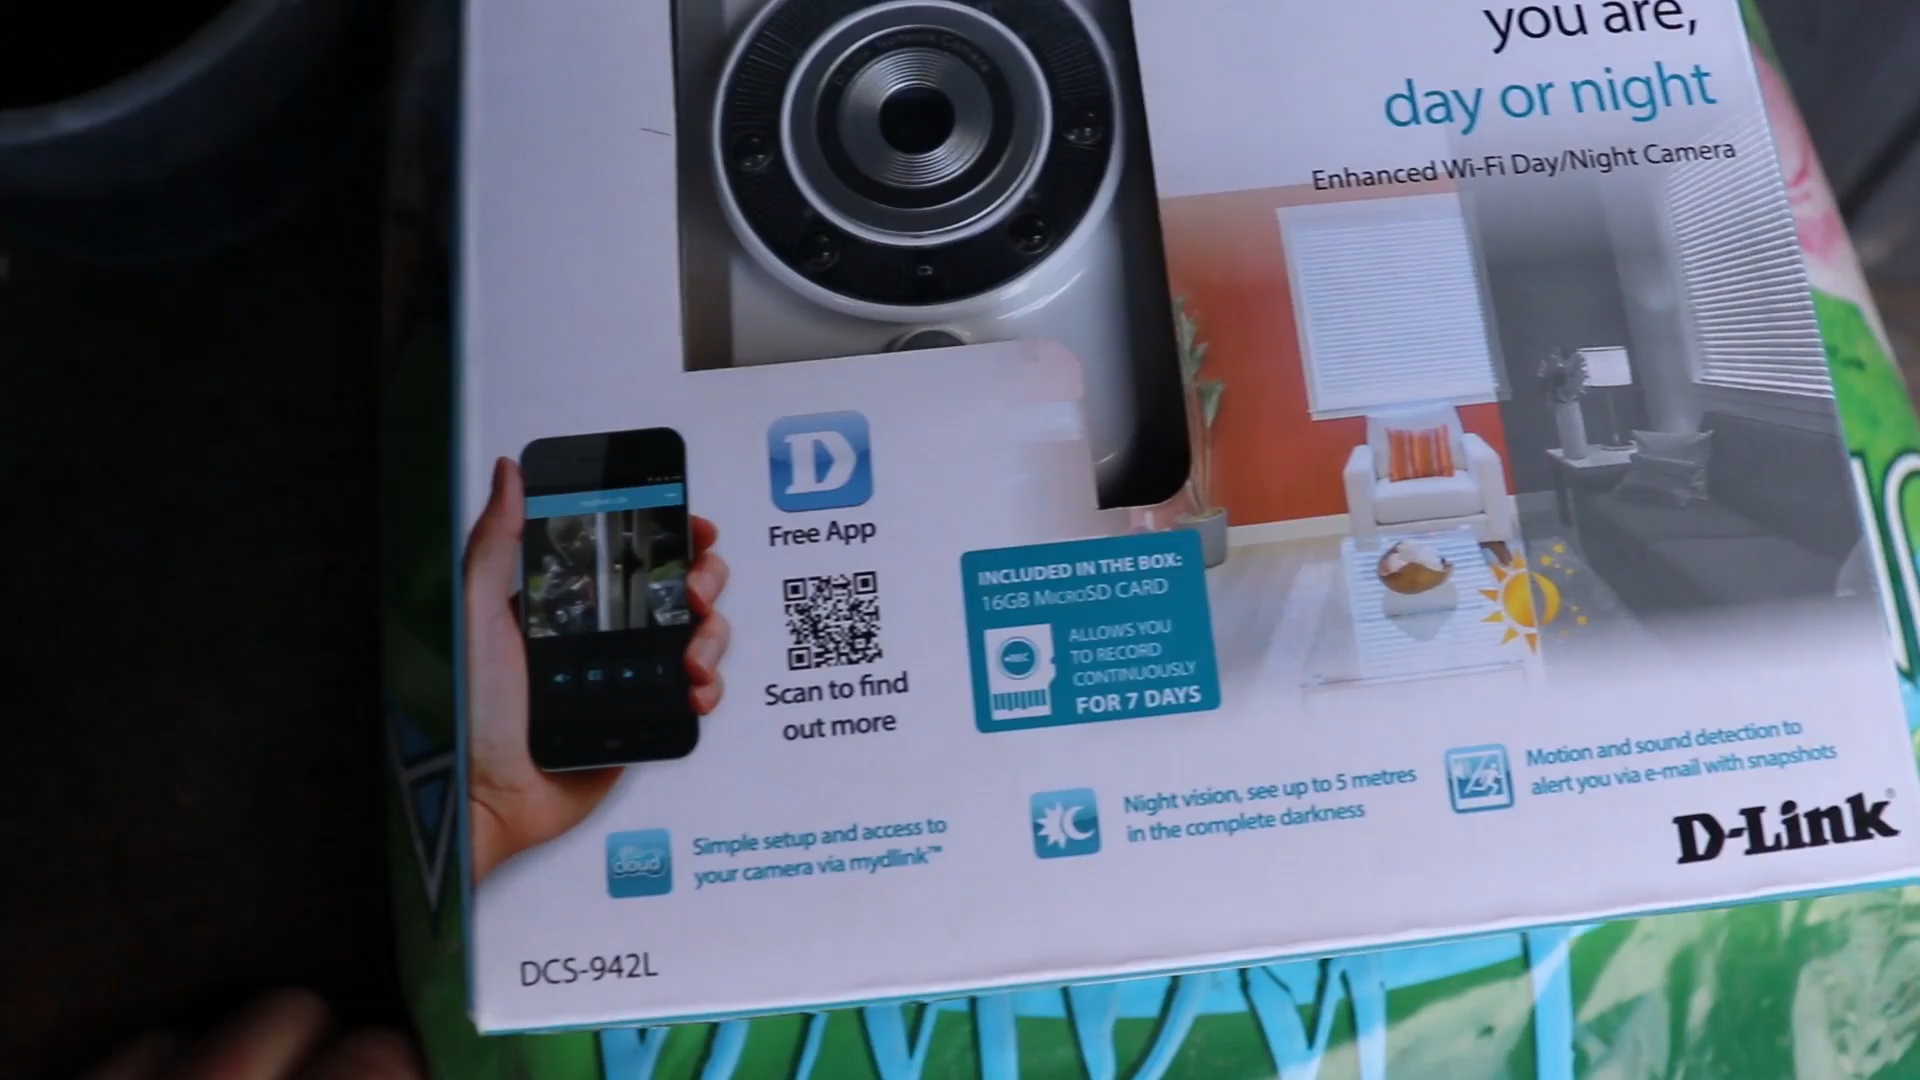 you are,
day or night
Enhanced Wi-Fi Day/Night Camera
Free App
Scan to find
out more
INCLUDED IN THE BOX:
16GB MICROSD CARD
REC
ALLOWS YOU
TO RECORD
CONTINUOUSLY
FOR 7 DAYS
Simple setup and access to
your camera via mydlink™
cloud
Night vision, see up to 5 metres
in the complete darkness
Motion and sound detection to
alert you via e-mail with snapshots
D-Link®
DCS-942L